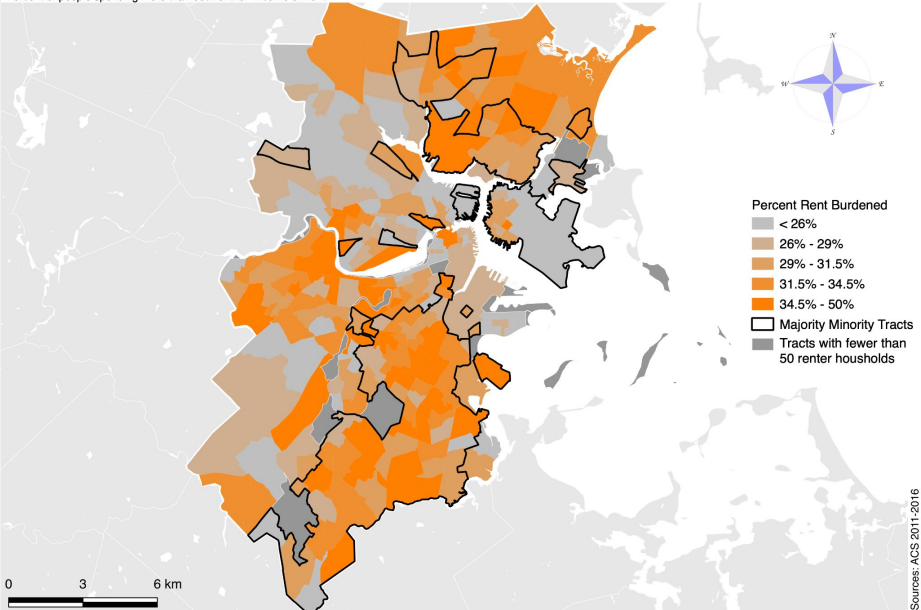 N
W
E
S
Percent Rent Burdened
< 26%
26% - 29%
29% - 31.5%
31.5% - 34.5%
34.5% - 50%
Majority Minority Tracts
Tracts with fewer than
50 renter housholds
0 3 6 km
Sources: ACS 2011-2016